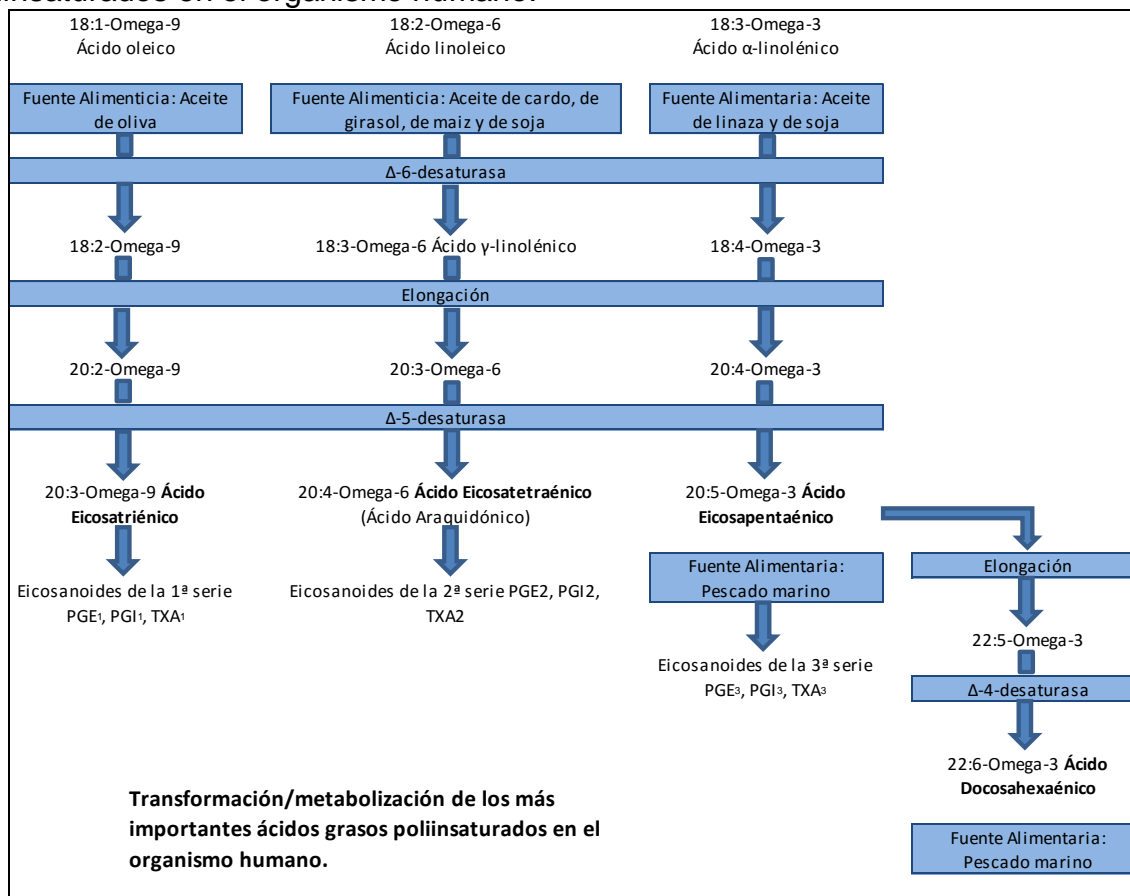 insaturados en el organismo humano.
18:1-Omega-9
Ácido oleico
18:2-Omega-6
Ácido linoleico
18:3-Omega-3
Ácido α-linolénico
Fuente Alimenticia: Aceite
de oliva
Fuente Alimenticia: Aceite de cardo, de
girasol, de maiz y de soja
Fuente Alimentaria: Aceite
de linaza y de soja
Δ-6-desaturasa
18:2-Omega-9
18:3-Omega-6 Ácido γ-linolénico
18:4-Omega-3
Elongación
20:2-Omega-9
20:3-Omega-6
20:4-Omega-3
Δ-5-desaturasa
20:3-Omega-9 Ácido
Eicosatriénico
20:4-Omega-6 Ácido Eicosatetraénico
(Ácido Araquidónico)
20:5-Omega-3 Ácido
Eicosapentaénico
Eicosanoides de la 1ª serie
PGE1, PGI1, TXA1
Eicosanoides de la 2ª serie PGE2, PGI2,
TXA2
Fuente Alimentaria:
Pescado marino
Eicosanoides de la 3ª serie
PGE3, PGI3, TXA3
Elongación
22:5-Omega-3
Δ-4-desaturasa
22:6-Omega-3 Ácido
Docosahexaénico
Fuente Alimentaria:
Pescado marino
Transformación/metabolización de los más
importantes ácidos grasos poliinsaturados en el
organismo humano.